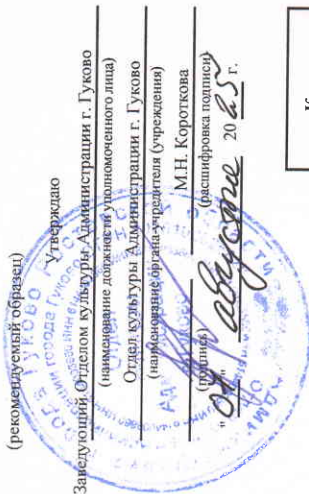 (рекомендуемый образец)
Утверждаю
Заведующий Отделом культуры Администрации г. Гуково
(наименование должности уполномоченного лица)
Отдел культуры Администрации г. Гуково
(наименование органа-учредителя (учреждения)
М.Н. Короткова
(подпись) (расшифровка подписи)
августа 20 25 г.